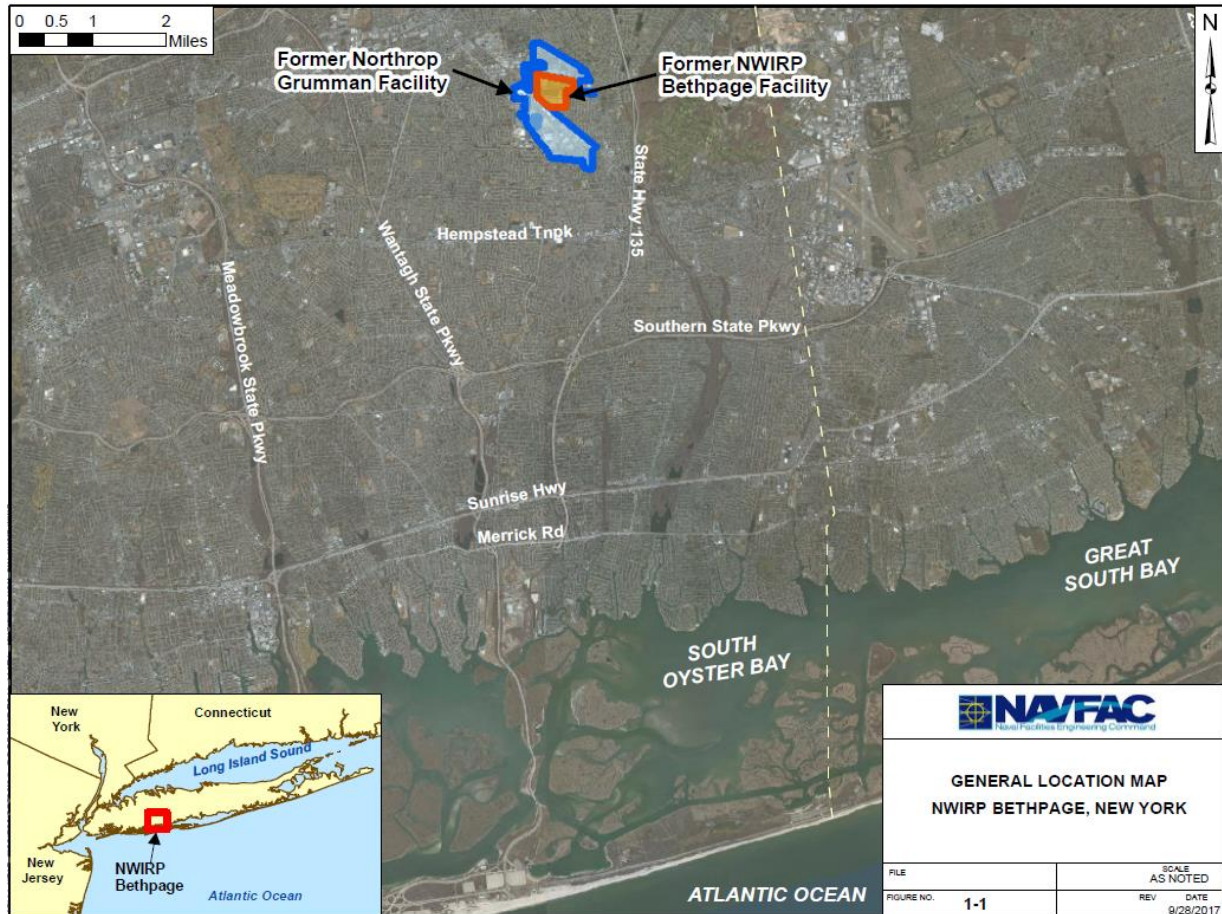 0 0.5 1 2
Miles
N
Former Northrop
Grumman Facility
Former NWIRP
Bethpage Facility
State Hwy 135
Hempstead Tnpk
Wantagh State Pkwy
Meadowbrook State Pkwy
Southern State Pkwy
Sunrise Hwy
Merrick Rd
GREAT
SOUTH BAY
SOUTH
OYSTER BAY
ATLANTIC OCEAN
New
York
Connecticut
Long Island Sound
New
Jersey
NWIRP
Bethpage
Atlantic Ocean
NAVFAC
Naval Facilities Engineering Command
GENERAL LOCATION MAP
NWIRP BETHPAGE, NEW YORK
FILE
SCALE
AS NOTED
FIGURE NO.
1-1
REV
DATE
9/28/2017